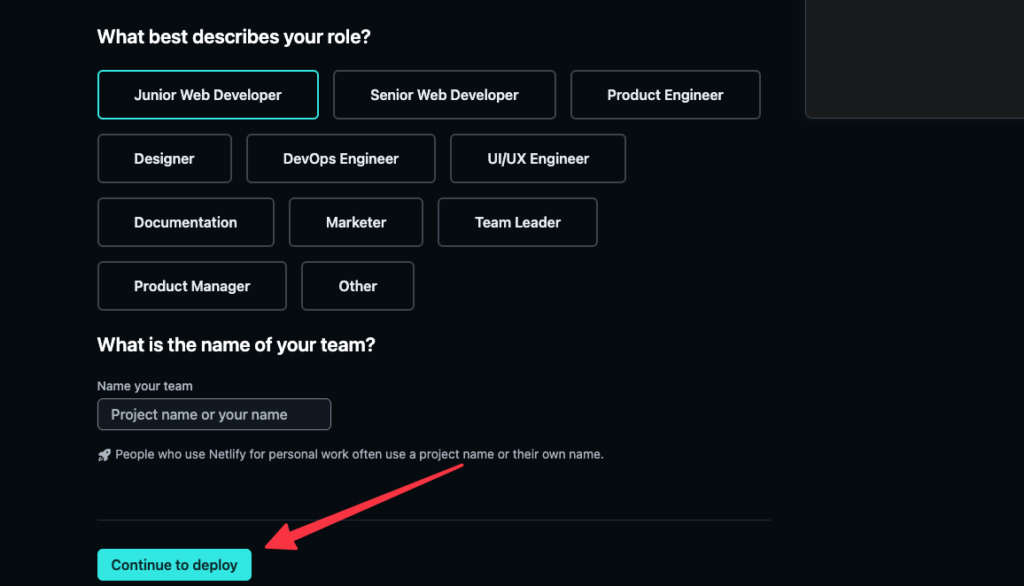 What best describes your role?
Junior Web Developer
Senior Web Developer
Product Engineer
Designer
DevOps Engineer
UI/UX Engineer
Documentation
Marketer
Team Leader
Product Manager
Other
What is the name of your team?
Name your team
Project name or your name
People who use Netlify for personal work often use a project name or their own name.
Continue to deploy